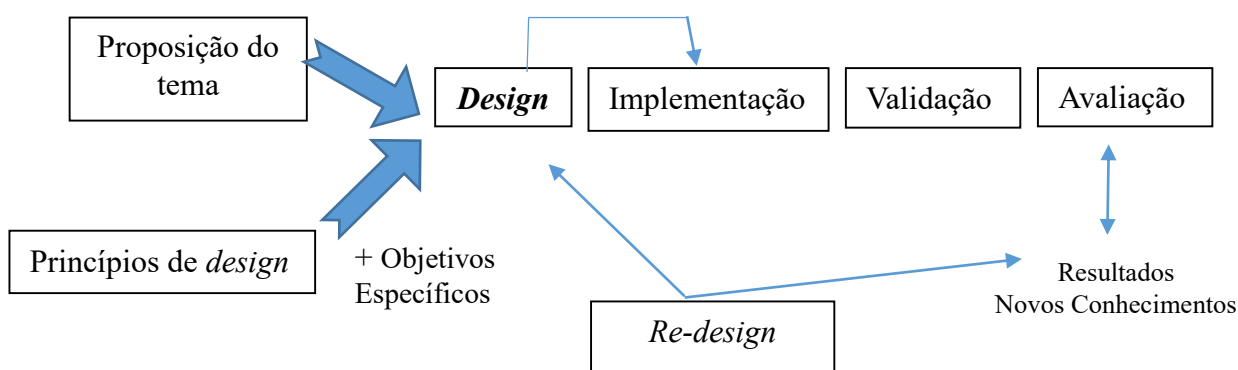 Proposição do
tema
Design
Implementação
Validação
Avaliação
Princípios de design
+ Objetivos
Específicos
Resultados
Novos Conhecimentos
Re-design